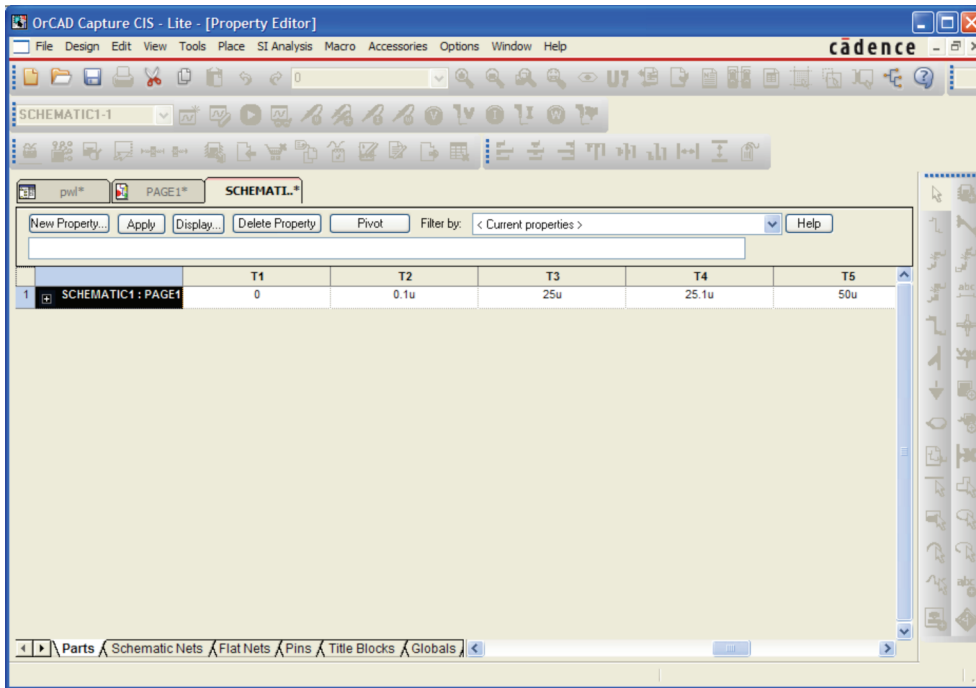 OrCAD Capture CIS - Lite - [Property Editor]
File Design Edit View Tools Place SI Analysis Macro Accessories Options Window Help
cādence
0
U?
SCHEMATIC1-1
V V I I W
pwl* PAGE1* SCHEMATI..*
New Property... Apply Display... Delete Property Pivot Filter by: < Current properties > Help
T1 T2 T3 T4 T5
1 SCHEMATIC1 : PAGE1 0 0.1u 25u 25.1u 50u
abc
abc
Parts Schematic Nets Flat Nets Pins Title Blocks Globals